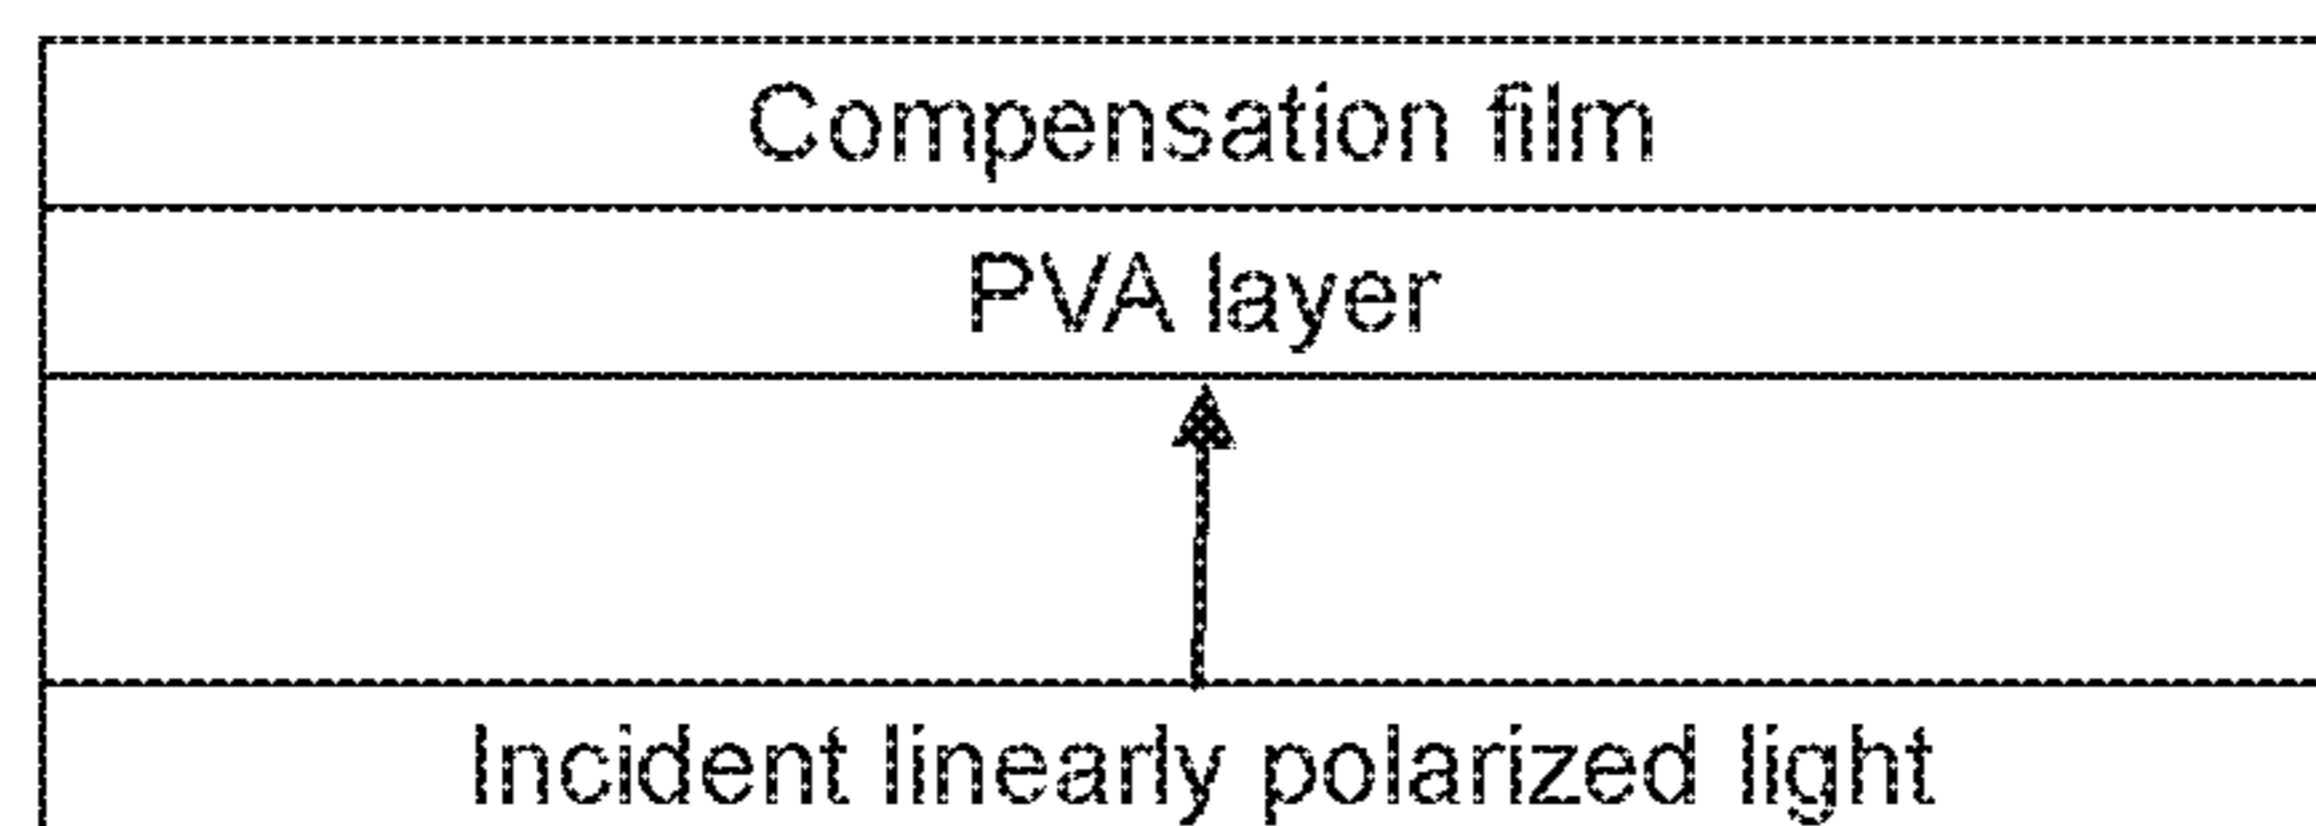 Compensation film
PVA layer
Incident linearly polarized light